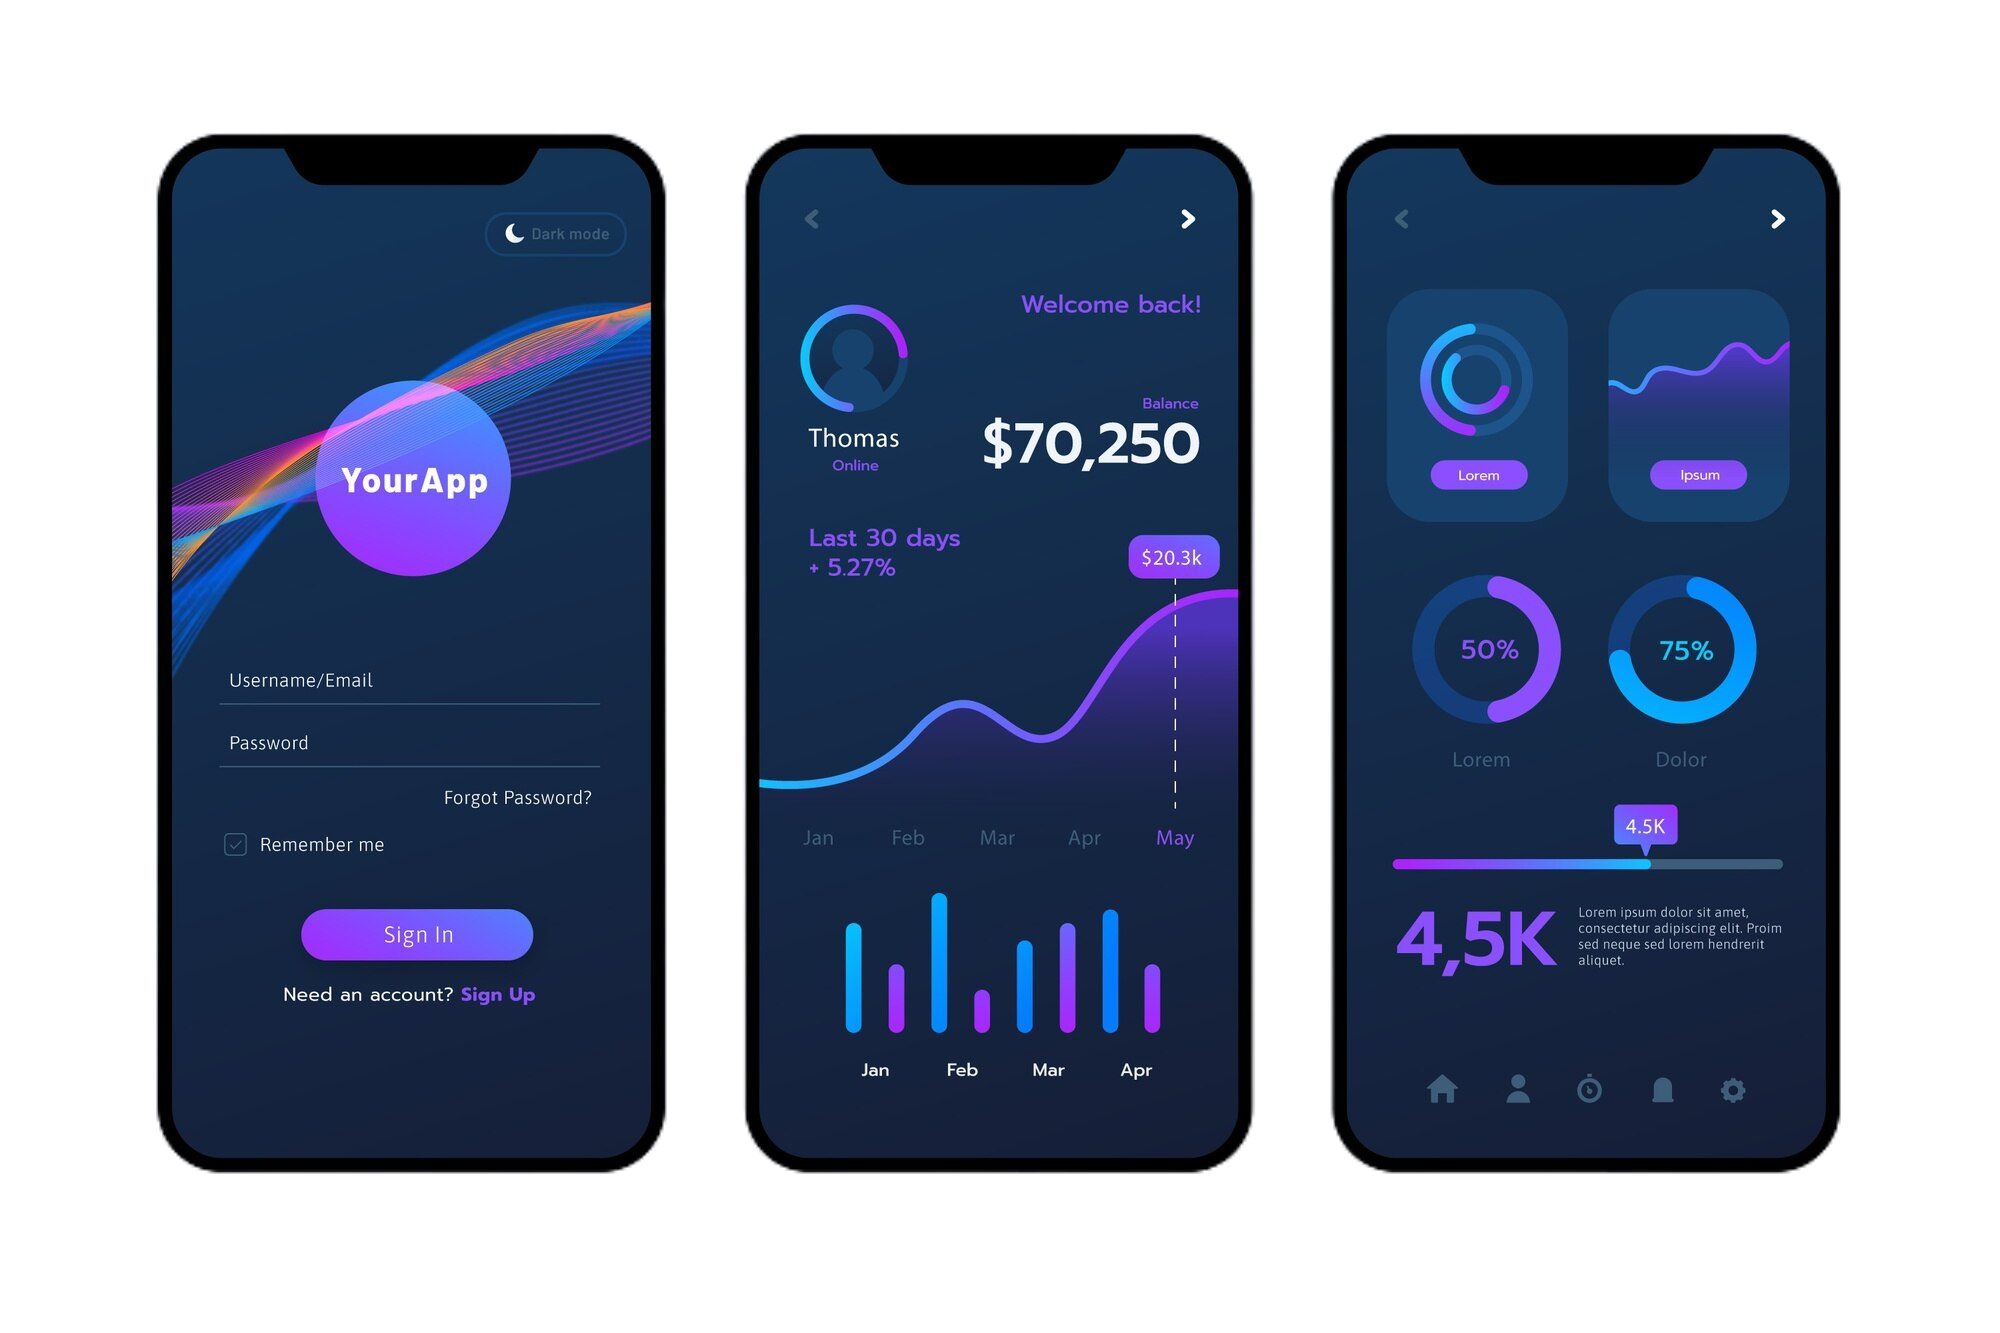 Dark mode
YourApp
Username/Email
Password
Forgot Password?
Remember me
Sign In
Need an account? Sign Up
Welcome back!
Balance
$70,250
Thomas
Online
Last 30 days
+ 5.27%
$20.3k
Jan Feb Mar Apr May
Jan Feb Mar Apr
Lorem
Ipsum
50%
75%
Lorem
Dolor
4.5K
4,5K
Lorem ipsum dolor sit amet,
consectetur adipiscing elit. Proim
sed neque sed lorem hendrerit
aliquet.